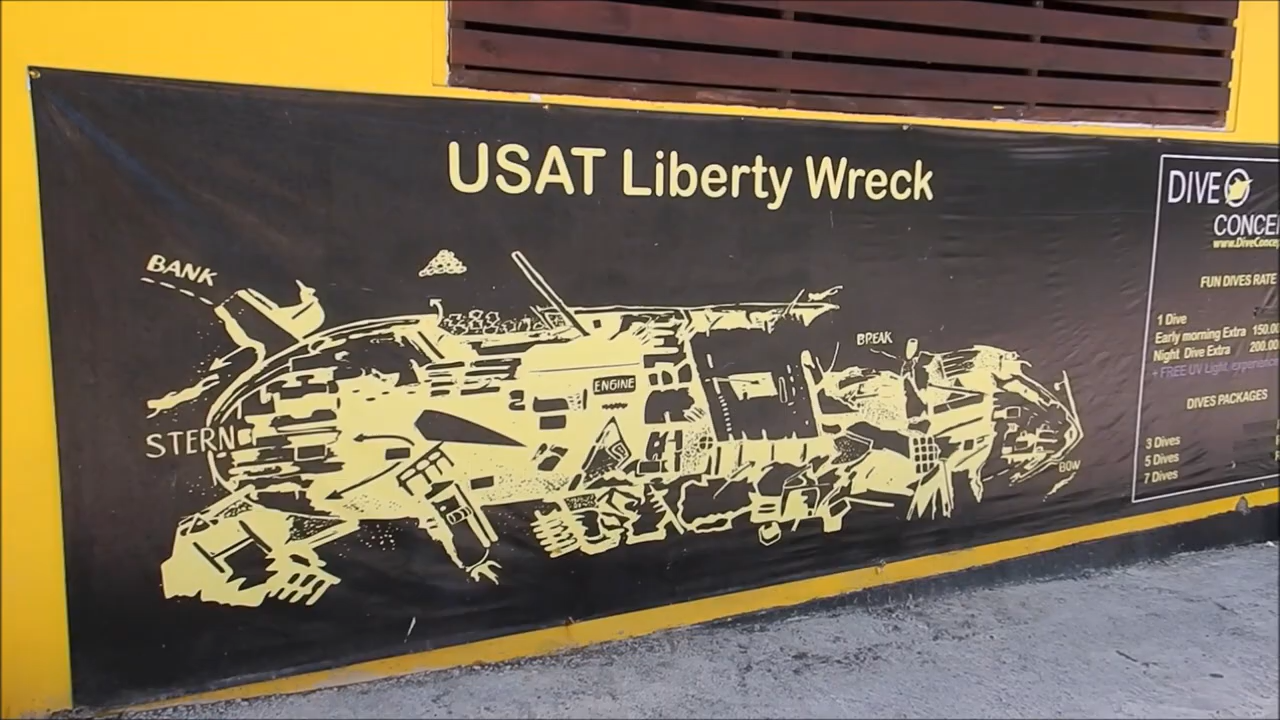 USAT Liberty Wreck
BANK
STERN
ENGINE
BREAK
BOW
DIVE
CONCE
www.DiveConce
FUN DIVES RATE
1 Dive
Early morning Extra 150.00
Night Dive Extra 200.00
+ FREE UV Light experience
DIVES PACKAGES
3 Dives
5 Dives
7 Dives